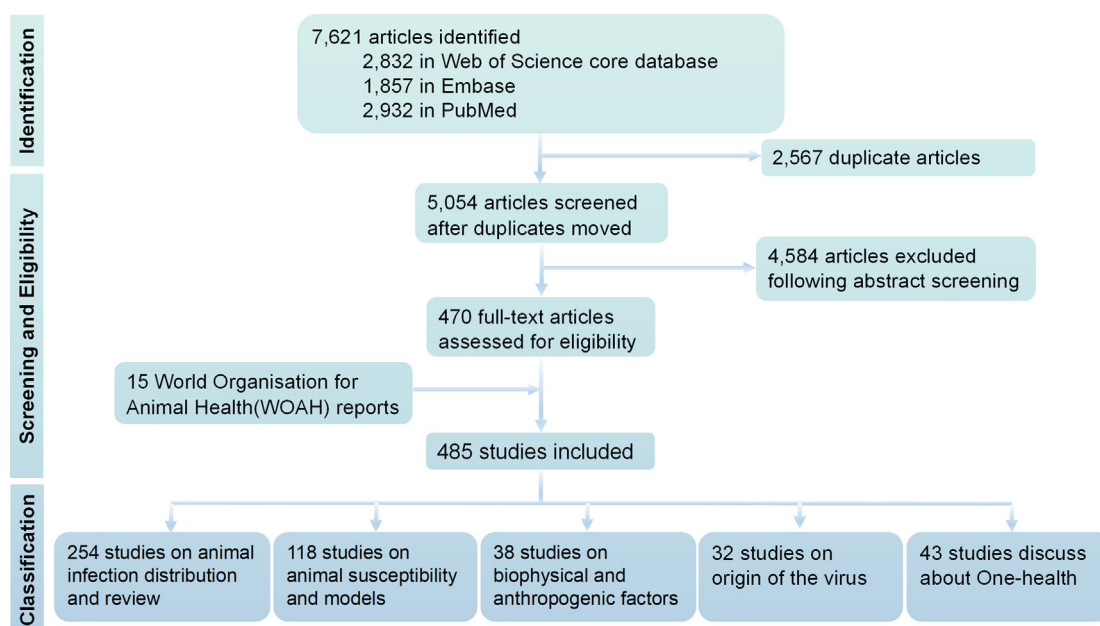 Identification
7,621 articles identified
2,832 in Web of Science core database
1,857 in Embase
2,932 in PubMed
2,567 duplicate articles
Screening and Eligibility
5,054 articles screened
after duplicates moved
4,584 articles excluded
following abstract screening
470 full-text articles
assessed for eligibility
15 World Organisation for
Animal Health(WOAH) reports
485 studies included
Classification
254 studies on animal
infection distribution
and review
118 studies on
animal susceptibility
and models
38 studies on
biophysical and
anthropogenic factors
32 studies on
origin of the virus
43 studies discuss
about One-health